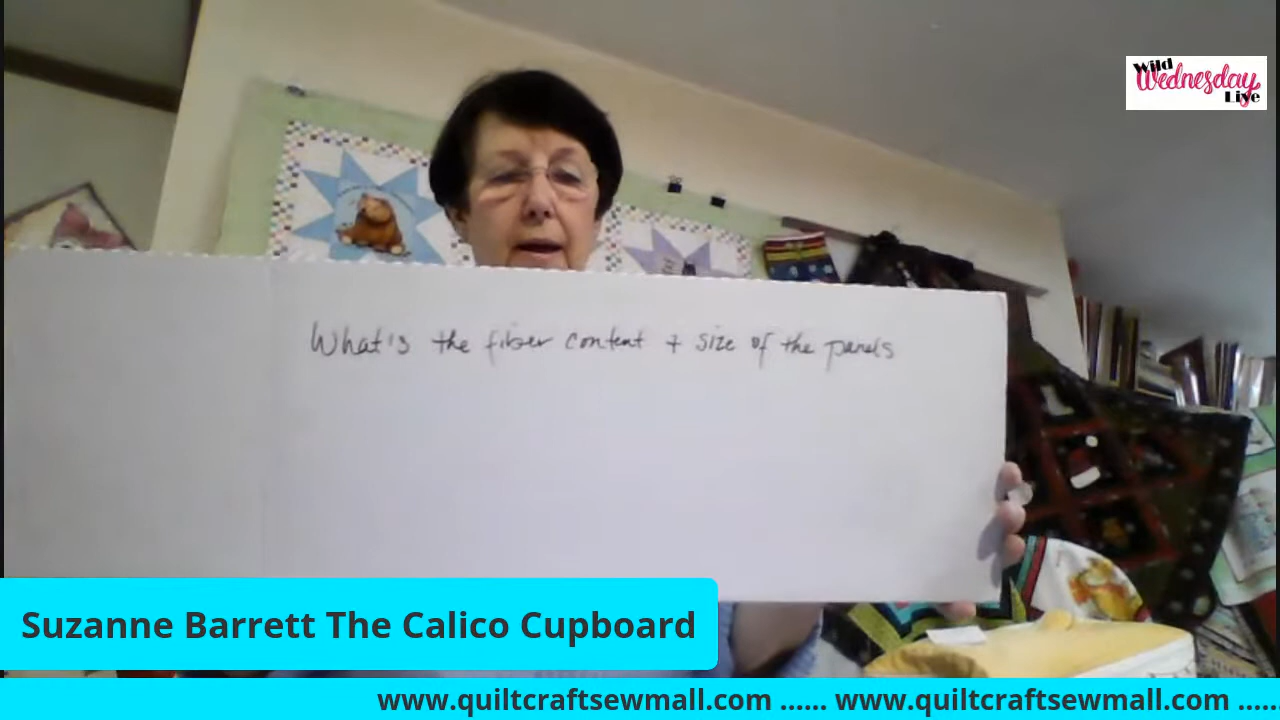 Wild
Wednesday
Live
What's the fiber content + size of the panels
Suzanne Barrett The Calico Cupboard
www.quiltcraftsewmall.com ...... www.quiltcraftsewmall.com ......